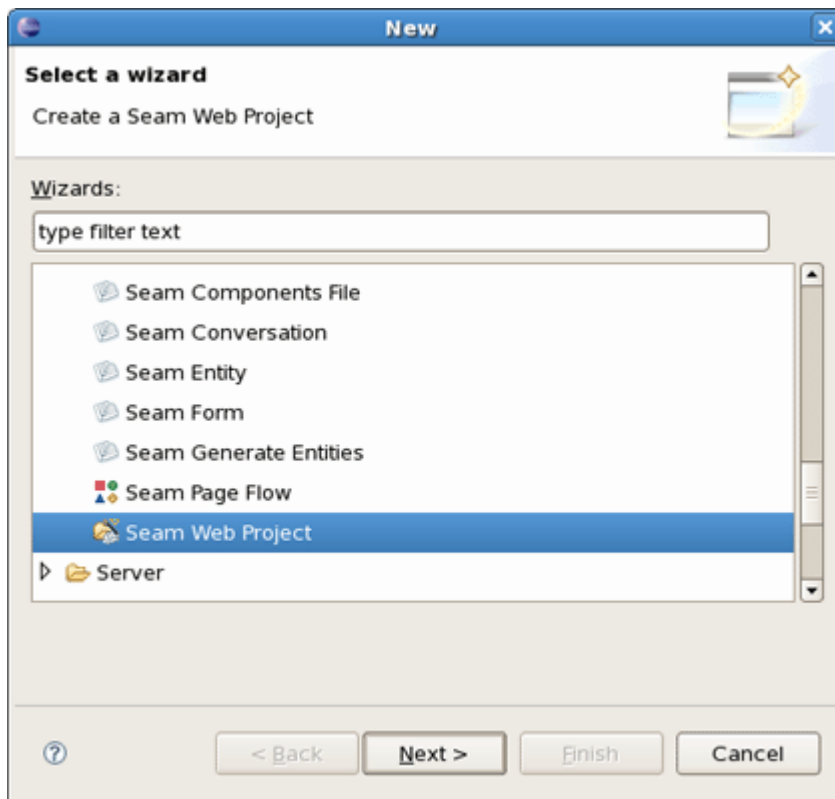 New
Select a wizard
Create a Seam Web Project
Wizards:
type filter text
Seam Components File
Seam Conversation
Seam Entity
Seam Form
Seam Generate Entities
Seam Page Flow
Seam Web Project
Server
< Back Next > Finish Cancel